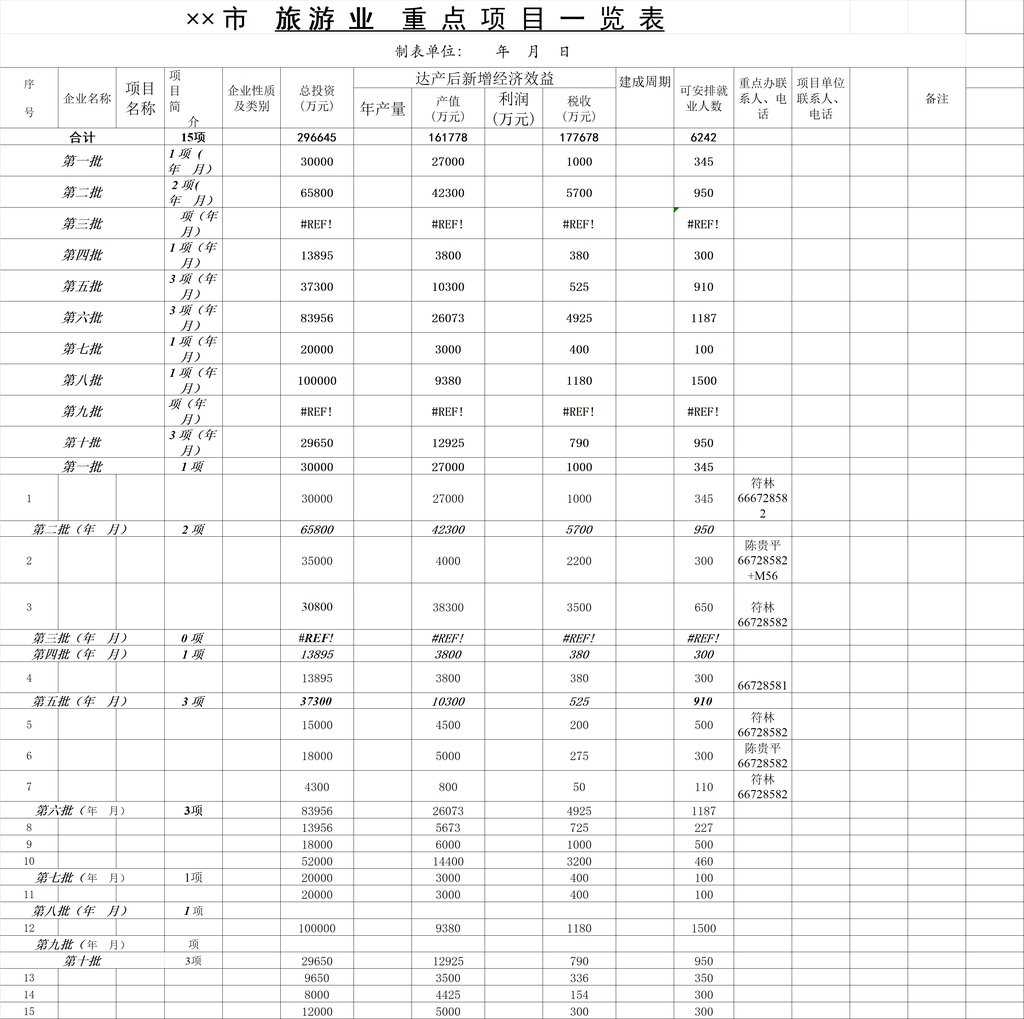 ××市 旅游业 重点项目一览表
制表单位: 年 月 日
序号 企业名称 项目名称 项目简介 企业性质及类别 总投资(万元) 达产后新增经济效益 建成周期 可安排就业人数 重点办联系人、电话 项目单位联系人、电话 备注
年产量 产值(万元) 利润(万元) 税收(万元)
合计 15项 296645 161778 177678 6242
第一批 1 项 ( 年 月) 30000 27000 1000 345
第二批 2 项( 年 月) 65800 42300 5700 950
第三批 项(年 月) #REF! #REF! #REF! #REF!
第四批 1 项(年 月) 13895 3800 380 300
第五批 3 项(年 月) 37300 10300 525 910
第六批 3 项(年 月) 83956 26073 4925 1187
第七批 1 项(年 月) 20000 3000 400 100
第八批 1 项(年 月) 100000 9380 1180 1500
第九批 项(年 月) #REF! #REF! #REF! #REF!
第十批 3 项(年 月) 29650 12925 790 950
第一批 1 项 30000 27000 1000 345
1 30000 27000 1000 345 符林 666728582
第二批(年 月) 2 项 65800 42300 5700 950
2 35000 4000 2200 300 陈贵平 66728582+M56
3 30800 38300 3500 650 符林 66728582
第三批(年 月) 0 项 #REF! #REF! #REF! #REF!
第四批(年 月) 1 项 13895 3800 380 300
4 13895 3800 380 300 66728581
第五批(年 月) 3 项 37300 10300 525 910
5 15000 4500 200 500 符林 66728582
6 18000 5000 275 300 陈贵平 66728582
7 4300 800 50 110 符林 66728582
第六批(年 月) 3项 83956 26073 4925 1187
8 13956 5673 725 227
9 18000 6000 1000 500
10 52000 14400 3200 460
第七批(年 月) 1项 20000 3000 400 100
11 20000 3000 400 100
第八批(年 月) 1 项
12 100000 9380 1180 1500
第九批(年 月) 项
第十批 3项 29650 12925 790 950
13 9650 3500 336 350
14 8000 4425 154 300
15 12000 5000 300 300